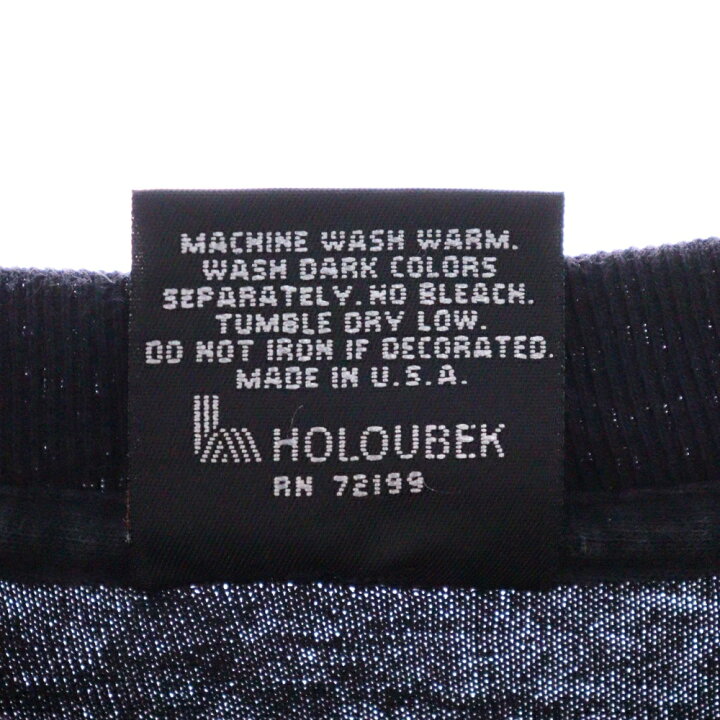 MACHINE WASH WARM.
WASH DARK COLORS
SEPARATELY. NO BLEACH.
TUMBLE DRY LOW.
DO NOT IRON IF DECORATED.
MADE IN U.S.A.
HOLOUBEK
RN 72199